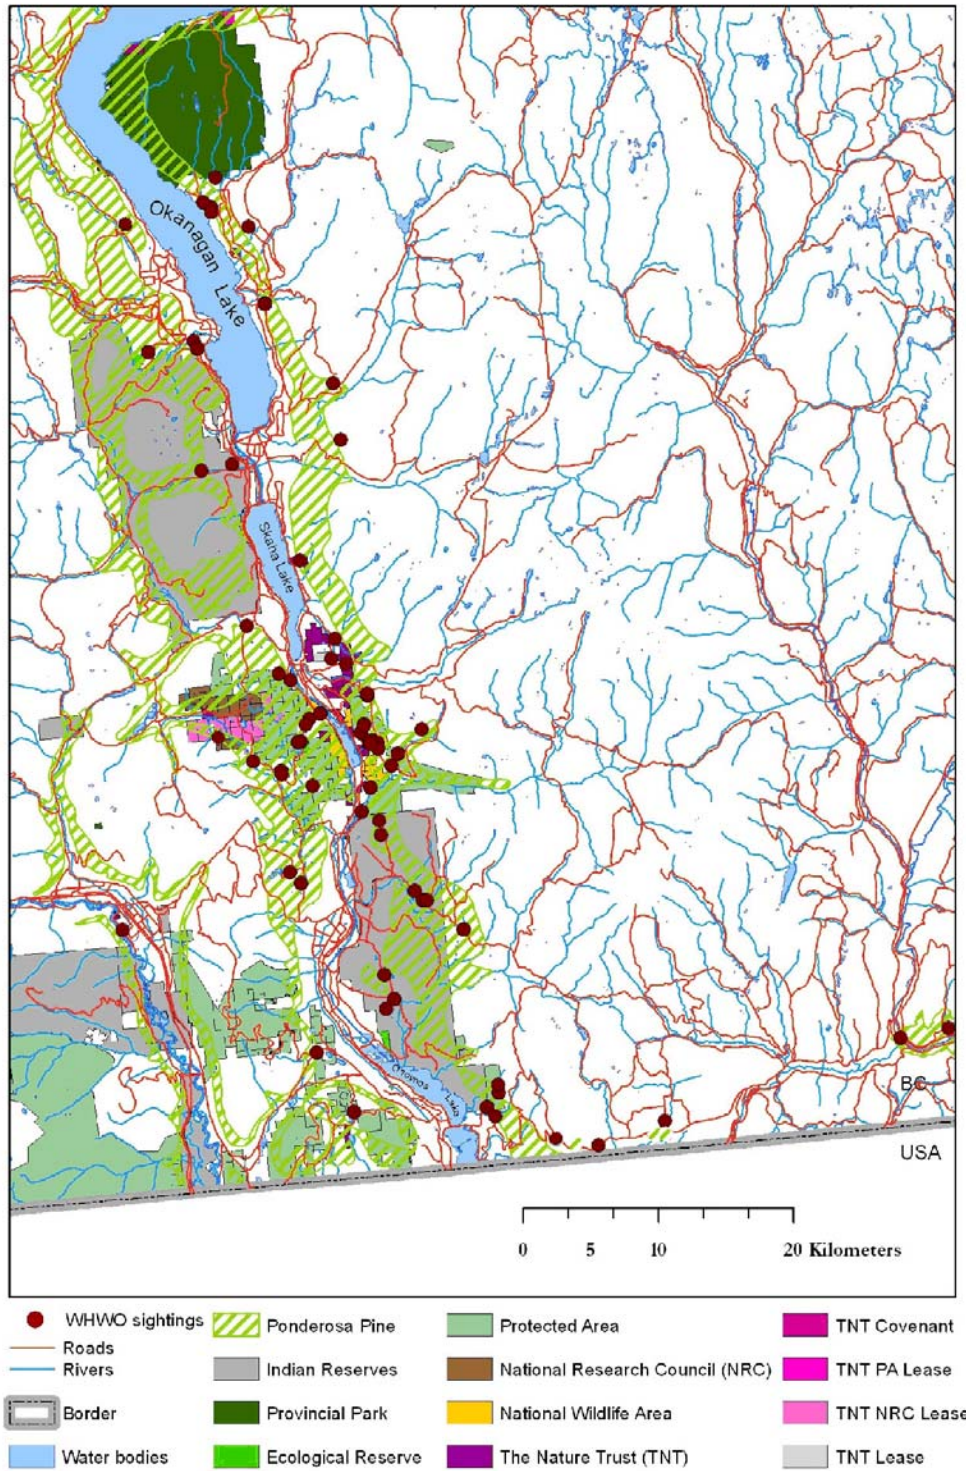 Okanagan Lake
Skaha Lake
Osoyoos Lake
BC
USA
0 5 10 20 Kilometers
WHWO sightings
Roads
Rivers
Border
Water bodies
Ponderosa Pine
Indian Reserves
Provincial Park
Ecological Reserve
Protected Area
National Research Council (NRC)
National Wildlife Area
The Nature Trust (TNT)
TNT Covenant
TNT PA Lease
TNT NRC Lease
TNT Lease